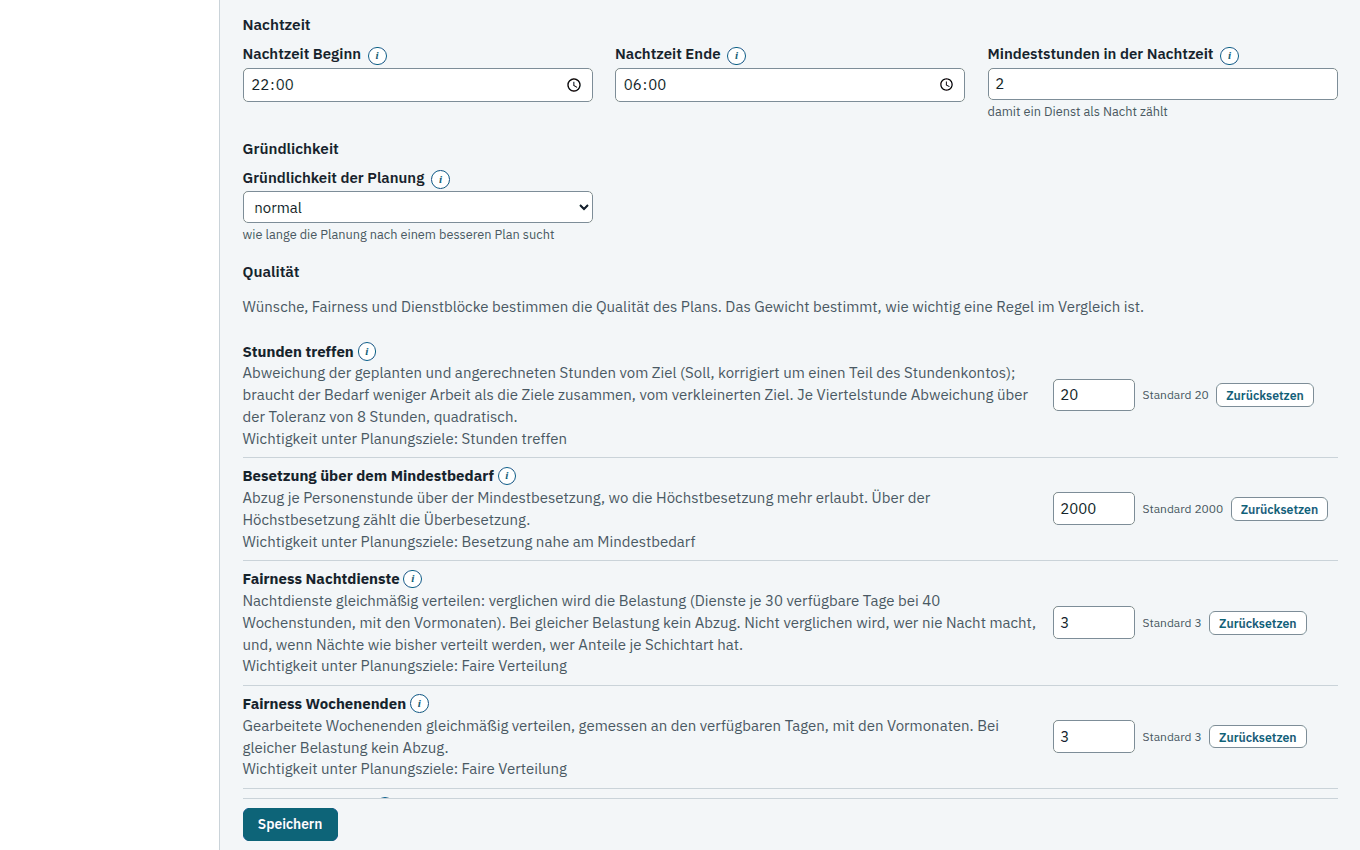 Nachtzeit
Nachtzeit Beginn i
Nachtzeit Ende i
Mindeststunden in der Nachtzeit i
22:00
06:00
2
damit ein Dienst als Nacht zählt
Gründlichkeit
Gründlichkeit der Planung i
normal
wie lange die Planung nach einem besseren Plan sucht
Qualität
Wünsche, Fairness und Dienstblöcke bestimmen die Qualität des Plans. Das Gewicht bestimmt, wie wichtig eine Regel im Vergleich ist.
Stunden treffen i
Abweichung der geplanten und angerechneten Stunden vom Ziel (Soll, korrigiert um einen Teil des Stundenkontos);
braucht der Bedarf weniger Arbeit als die Ziele zusammen, vom verkleinerten Ziel. Je Viertelstunde Abweichung über
der Toleranz von 8 Stunden, quadratisch.
Wichtigkeit unter Planungsziele: Stunden treffen
20 Standard 20 Zurücksetzen
Besetzung über dem Mindestbedarf i
Abzug je Personenstunde über der Mindestbesetzung, wo die Höchstbesetzung mehr erlaubt. Über der
Höchstbesetzung zählt die Überbesetzung.
Wichtigkeit unter Planungsziele: Besetzung nahe am Mindestbedarf
2000 Standard 2000 Zurücksetzen
Fairness Nachtdienste i
Nachtdienste gleichmäßig verteilen: verglichen wird die Belastung (Dienste je 30 verfügbare Tage bei 40
Wochenstunden, mit den Vormonaten). Bei gleicher Belastung kein Abzug. Nicht verglichen wird, wer nie Nacht macht,
und, wenn Nächte wie bisher verteilt werden, wer Anteile je Schichtart hat.
Wichtigkeit unter Planungsziele: Faire Verteilung
3 Standard 3 Zurücksetzen
Fairness Wochenenden i
Gearbeitete Wochenenden gleichmäßig verteilen, gemessen an den verfügbaren Tagen, mit den Vormonaten. Bei
gleicher Belastung kein Abzug.
Wichtigkeit unter Planungsziele: Faire Verteilung
3 Standard 3 Zurücksetzen
Speichern